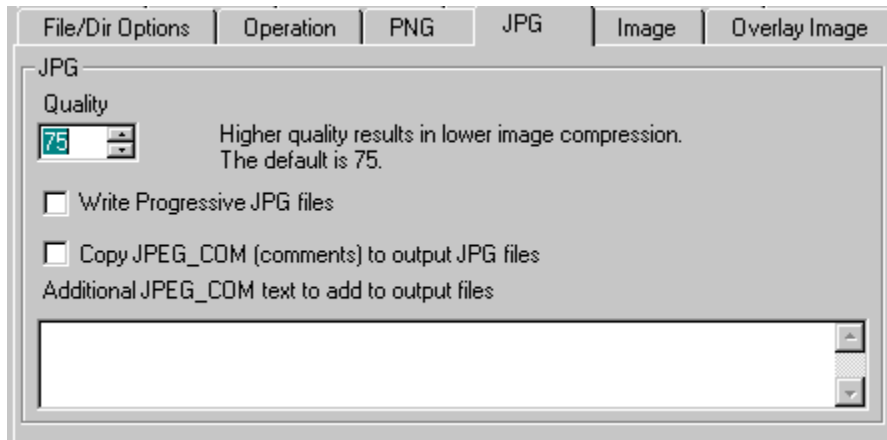 File/Dir Options Operation PNG JPG Image Overlay Image
JPG
Quality
75
Higher quality results in lower image compression.
The default is 75.
Write Progressive JPG files
Copy JPEG_COM (comments) to output JPG files
Additional JPEG_COM text to add to output files